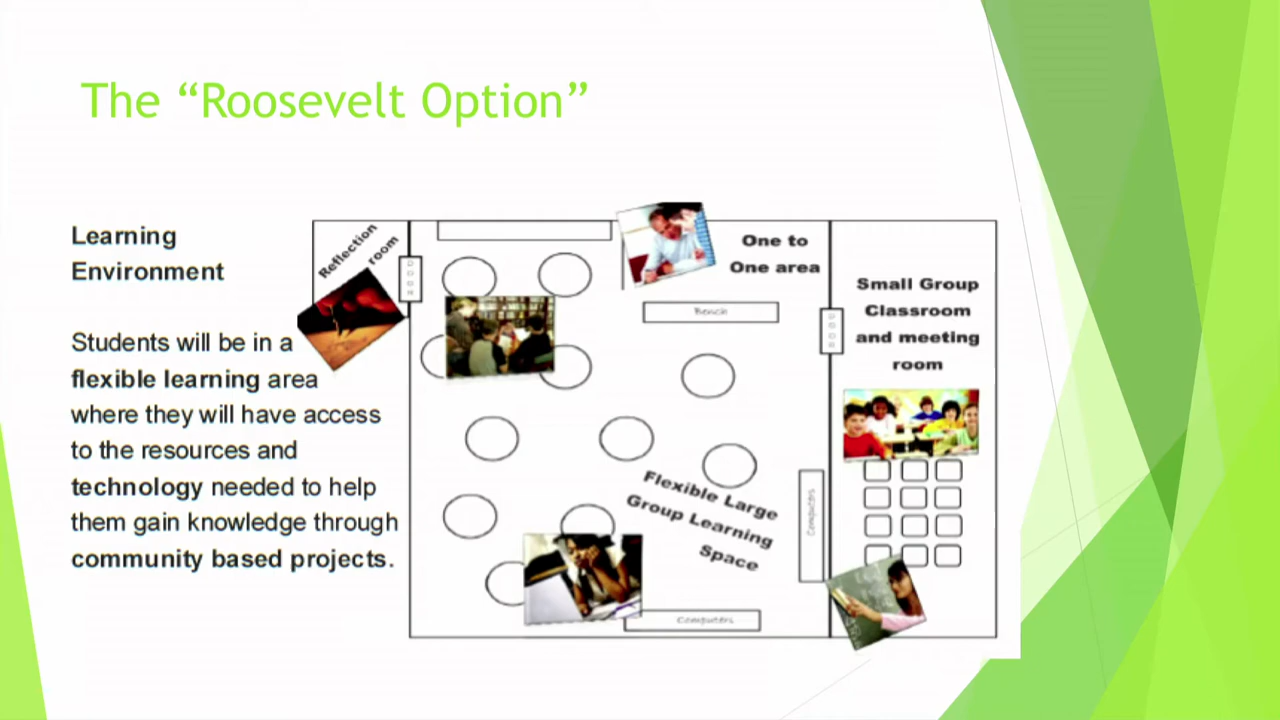 The “Roosevelt Option”
Learning
Environment
Students will be in a
flexible learning area
where they will have access
to the resources and
technology needed to help
them gain knowledge through
community based projects.
Reflection
room
DOOR
One to
One area
Bench
DOOR
Small Group
Classroom
and meeting
room
Flexible Large
Group Learning
Space
Computers
Computers